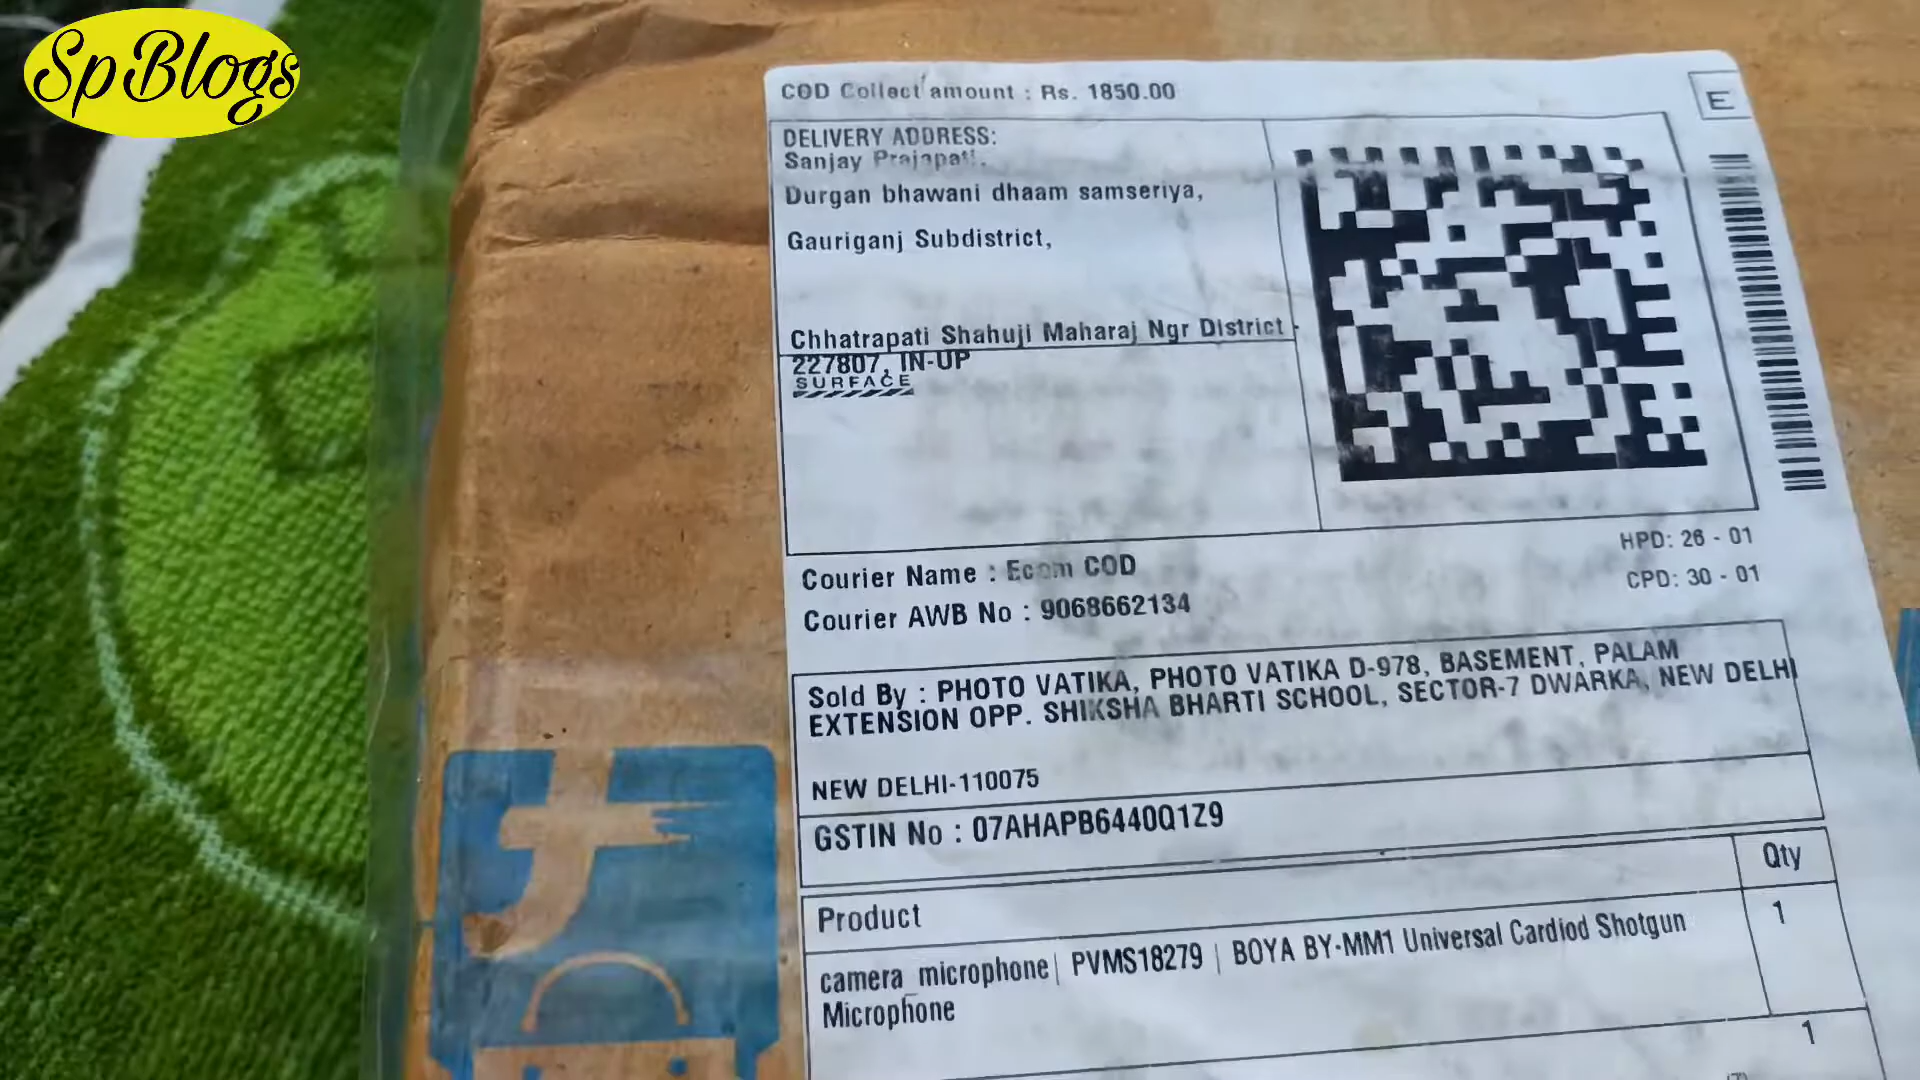 SpBlogs
COD Collect amount : Rs. 1850.00
E
DELIVERY ADDRESS:
Sanjay Prajapati,
Durgan bhawani dhaam samseriya,
Gauriganj Subdistrict,
Chhatrapati Shahuji Maharaj Ngr District -
227807, IN-UP
SURFACE
HPD: 26 - 01
CPD: 30 - 01
Courier Name : Ecom COD
Courier AWB No : 9068662134
Sold By : PHOTO VATIKA, PHOTO VATIKA D-978, BASEMENT, PALAM
EXTENSION OPP. SHIKSHA BHARTI SCHOOL, SECTOR-7 DWARKA, NEW DELHI
NEW DELHI-110075
GSTIN No : 07AHAPB6440Q1Z9
Product Qty
camera_microphone| PVMS18279 | BOYA BY-MM1 Universal Cardiod Shotgun 1
Microphone
1